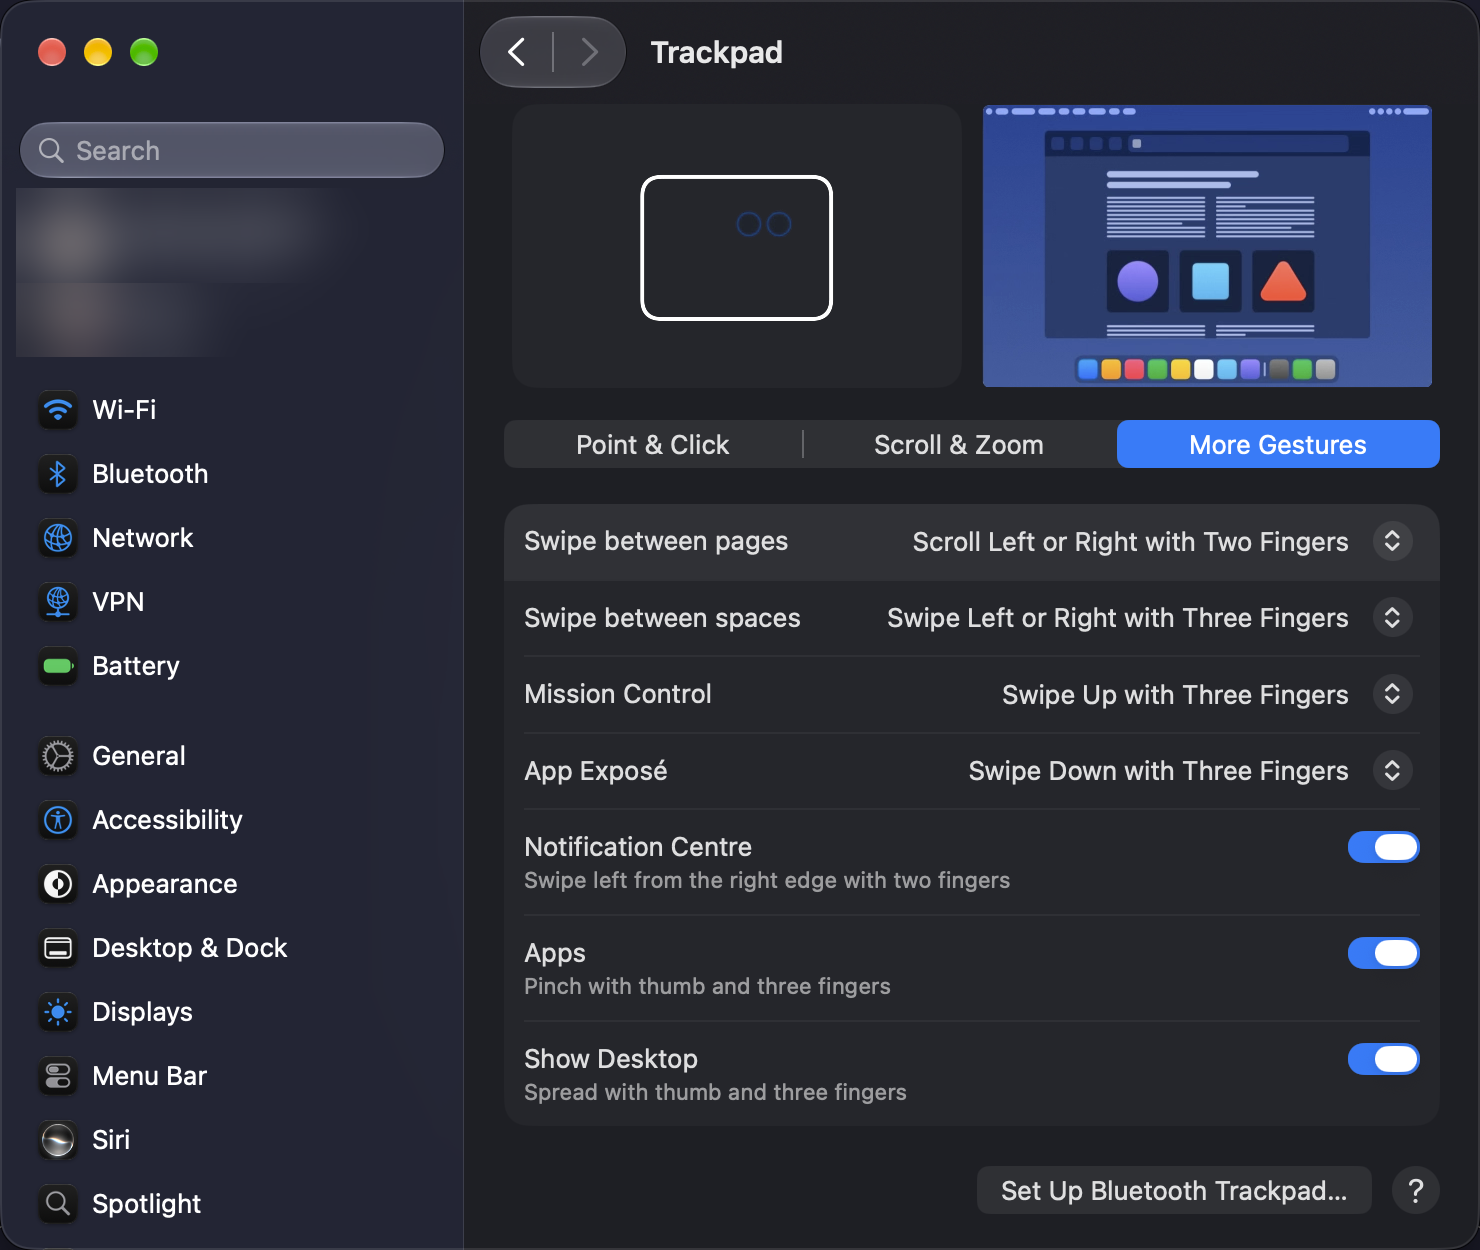 Trackpad
Search
Wi-Fi
Bluetooth
Network
VPN
Battery
General
Accessibility
Appearance
Desktop & Dock
Displays
Menu Bar
Siri
Spotlight
Point & Click
Scroll & Zoom
More Gestures
Swipe between pages
Scroll Left or Right with Two Fingers
Swipe between spaces
Swipe Left or Right with Three Fingers
Mission Control
Swipe Up with Three Fingers
App Exposé
Swipe Down with Three Fingers
Notification Centre
Swipe left from the right edge with two fingers
Apps
Pinch with thumb and three fingers
Show Desktop
Spread with thumb and three fingers
Set Up Bluetooth Trackpad...
?